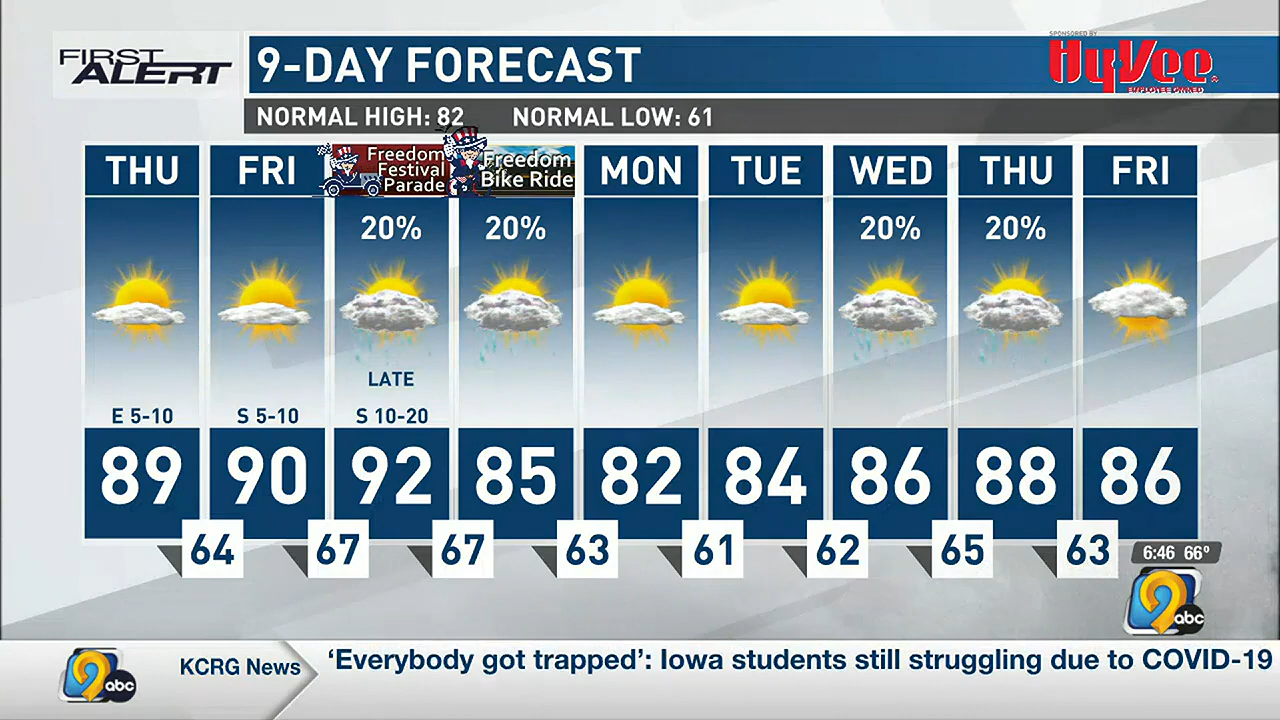 FIRST ALERT
9-DAY FORECAST
SPONSORED BY
HyVee
EMPLOYEE OWNED
NORMAL HIGH: 82 NORMAL LOW: 61
THU FRI Freedom Festival Parade Freedom Bike Ride MON TUE WED THU FRI
20% 20% 20% 20%
LATE
E 5-10 S 5-10 S 10-20
89 90 92 85 82 84 86 88 86
64 67 67 63 61 62 65 63
6:46 66°
9 abc
9 abc KCRG News 'Everybody got trapped': Iowa students still struggling due to COVID-19